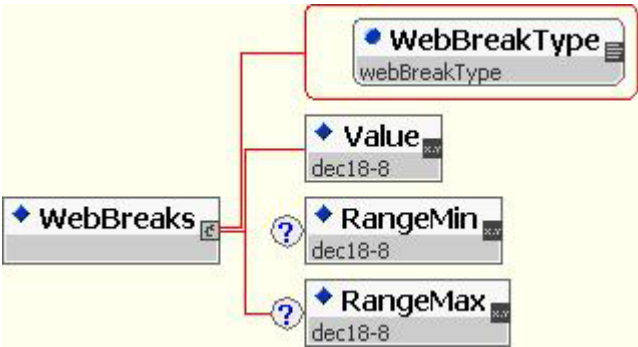 WebBreakType
webBreakType
Value
dec18-8
WebBreaks
?
RangeMin
dec18-8
?
RangeMax
dec18-8